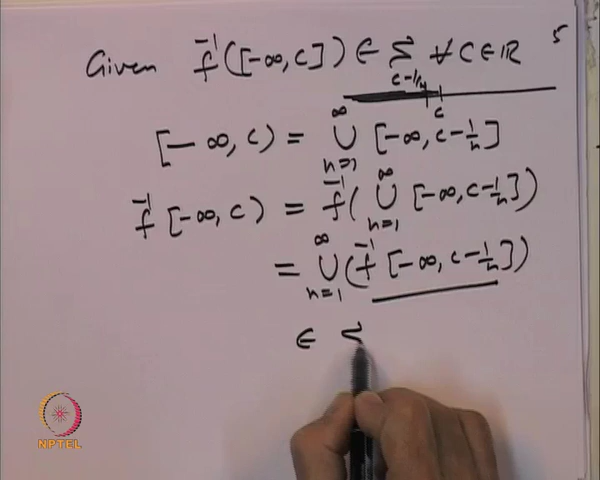 Given f⁻¹([-∞, c]) ∈ Σ ∀ c ∈ ℝ 5
c-1/n c
[-∞, c) = ∪_{n=1}^{∞} [-∞, c-1/n]
f⁻¹[-∞, c) = f⁻¹(∪_{n=1}^{∞} [-∞, c-1/n])
= ∪_{n=1}^{∞} (f⁻¹[-∞, c-1/n])
∈ Σ
NPTEL